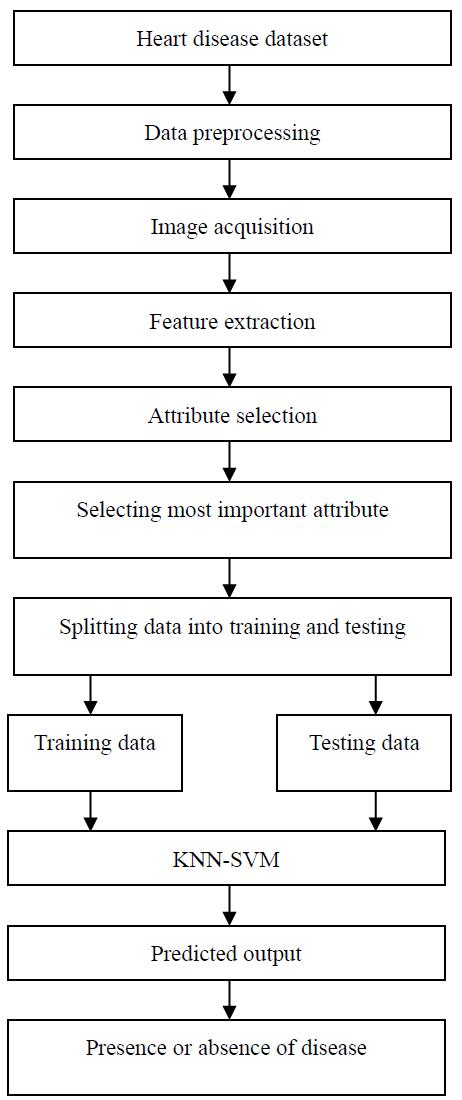 Heart disease dataset
Data preprocessing
Image acquisition
Feature extraction
Attribute selection
Selecting most important attribute
Splitting data into training and testing
Training data
Testing data
KNN-SVM
Predicted output
Presence or absence of disease